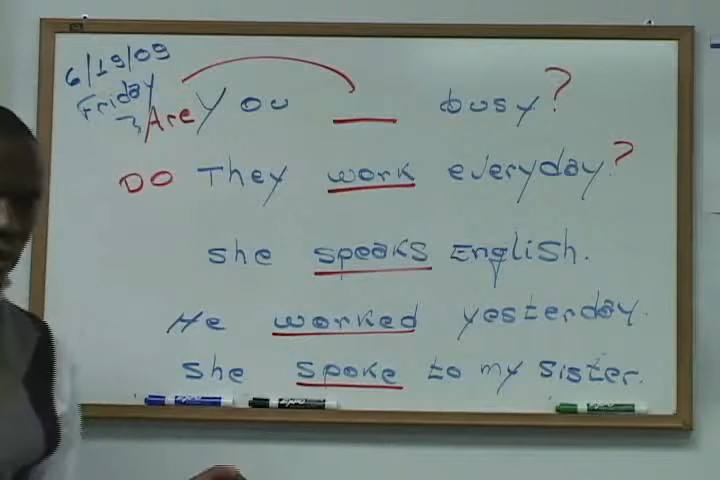 6/19/09
Friday
Are you __ busy?
DO They work everyday?
she speaks English.
He worked yesterday.
she spoke to my sister.